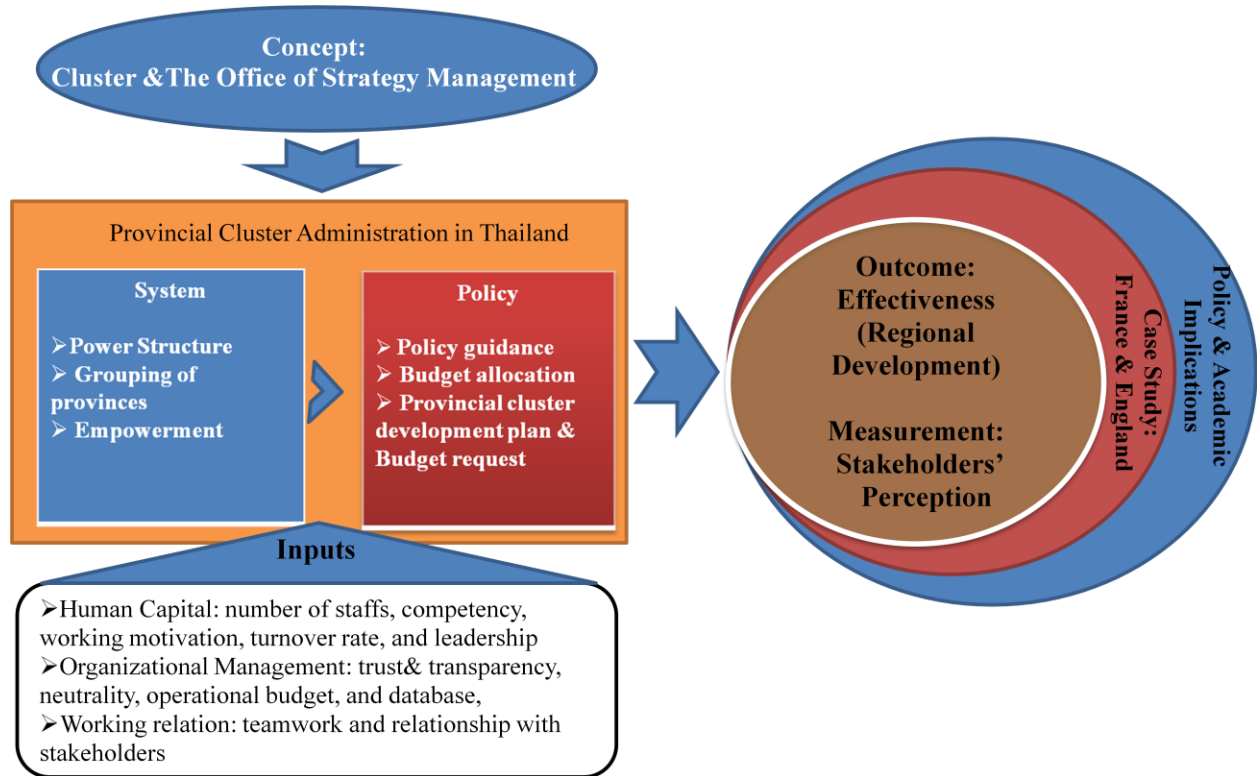 Concept:
Cluster &The Office of Strategy Management
Provincial Cluster Administration in Thailand
System
➢Power Structure
➢ Grouping of
provinces
➢ Empowerment
Policy
➢ Policy guidance
➢ Budget allocation
➢ Provincial cluster
development plan &
Budget request
Inputs
➢Human Capital: number of staffs, competency,
working motivation, turnover rate, and leadership
➢Organizational Management: trust& transparency,
neutrality, operational budget, and database,
➢Working relation: teamwork and relationship with
stakeholders
Outcome:
Effectiveness
(Regional
Development)
Measurement:
Stakeholders’
Perception
Case Study:
France & England
Policy & Academic
Implications